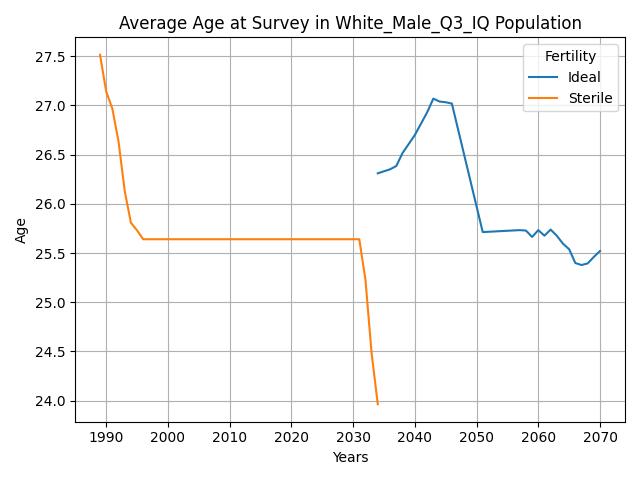 Average Age at Survey in White_Male_Q3_IQ Population
Fertility
Ideal
Sterile
Age
27.5
27.0
26.5
26.0
25.5
25.0
24.5
24.0
1990 2000 2010 2020 2030 2040 2050 2060 2070
Years